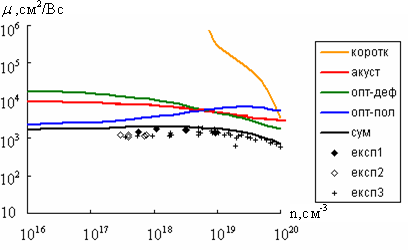 μ, см²/Вс
10⁶
10⁵
10⁴
10³
10²
10
n,см⁻³
10¹⁶ 10¹⁷ 10¹⁸ 10¹⁹ 10²⁰
коротк
акуст
опт-деф
опт-пол
сум
експ1
експ2
експ3